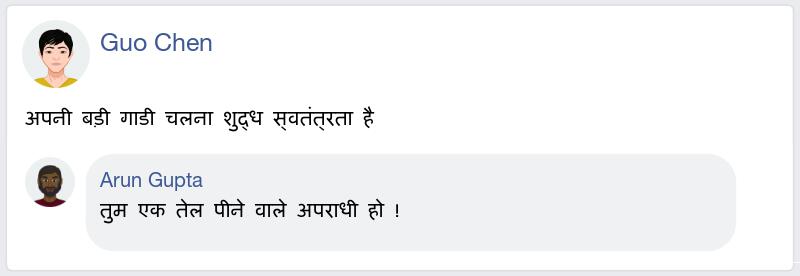 Guo Chen
अपनी बड़ी गाडी चलना शुद्ध स्वतंत्रता है
Arun Gupta
तुम एक तेल पीने वाले अपराधी हो !